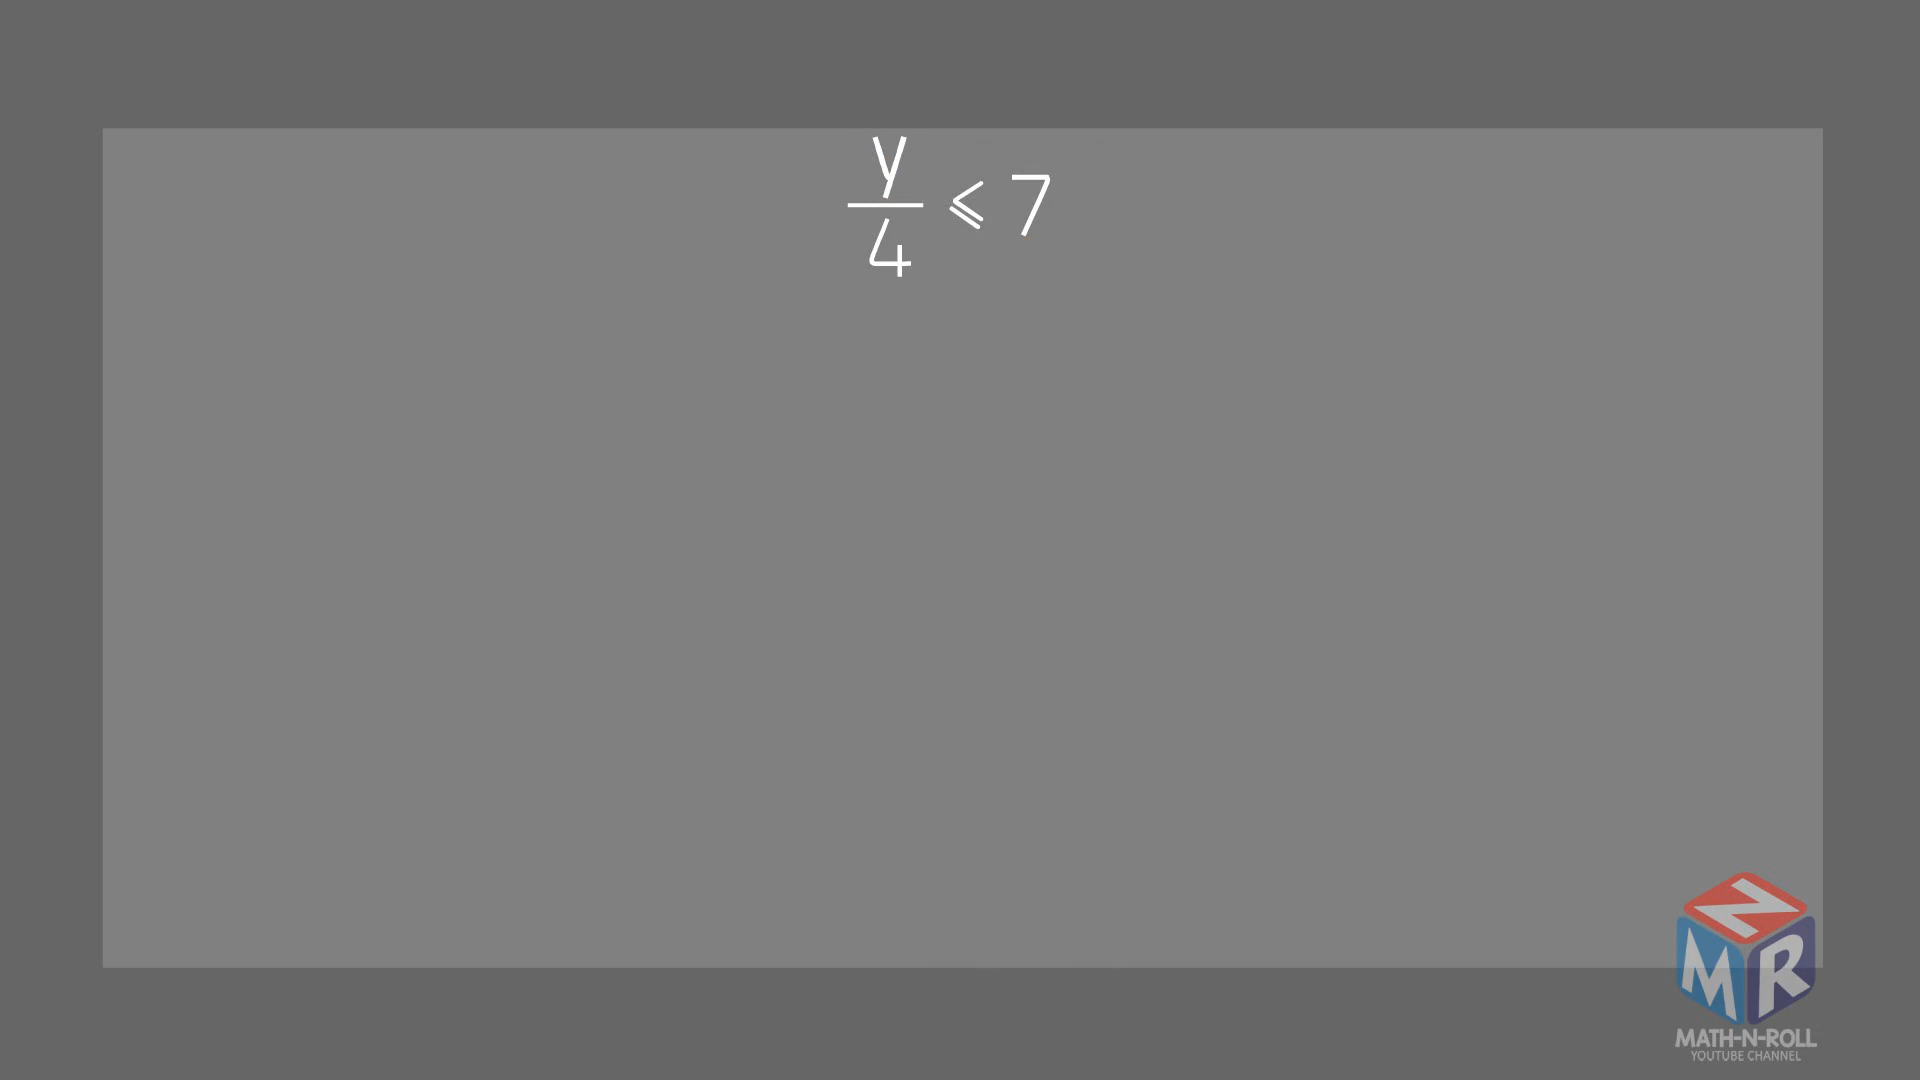 y/4 ⩽ 7
N
M R
MATH-N-ROLL
YOUTUBE CHANNEL